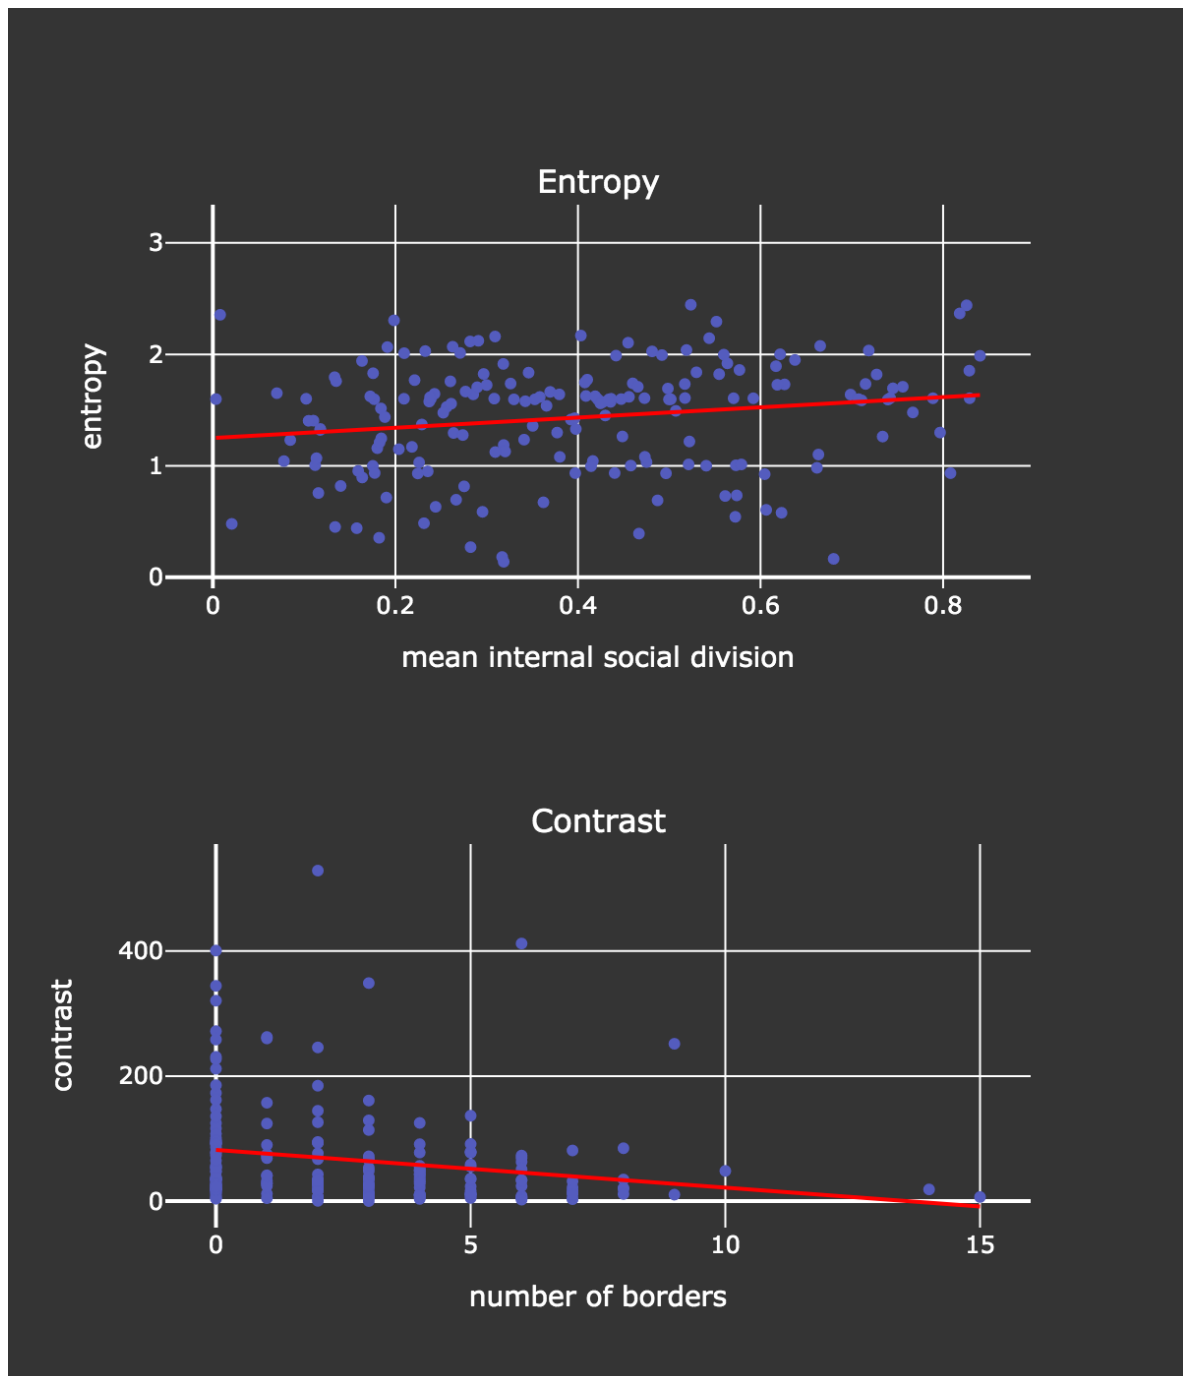 Entropy
3
2
1
0
entropy
0
0.2
0.4
0.6
0.8
mean internal social division
Contrast
400
200
0
contrast
0
5
10
15
number of borders